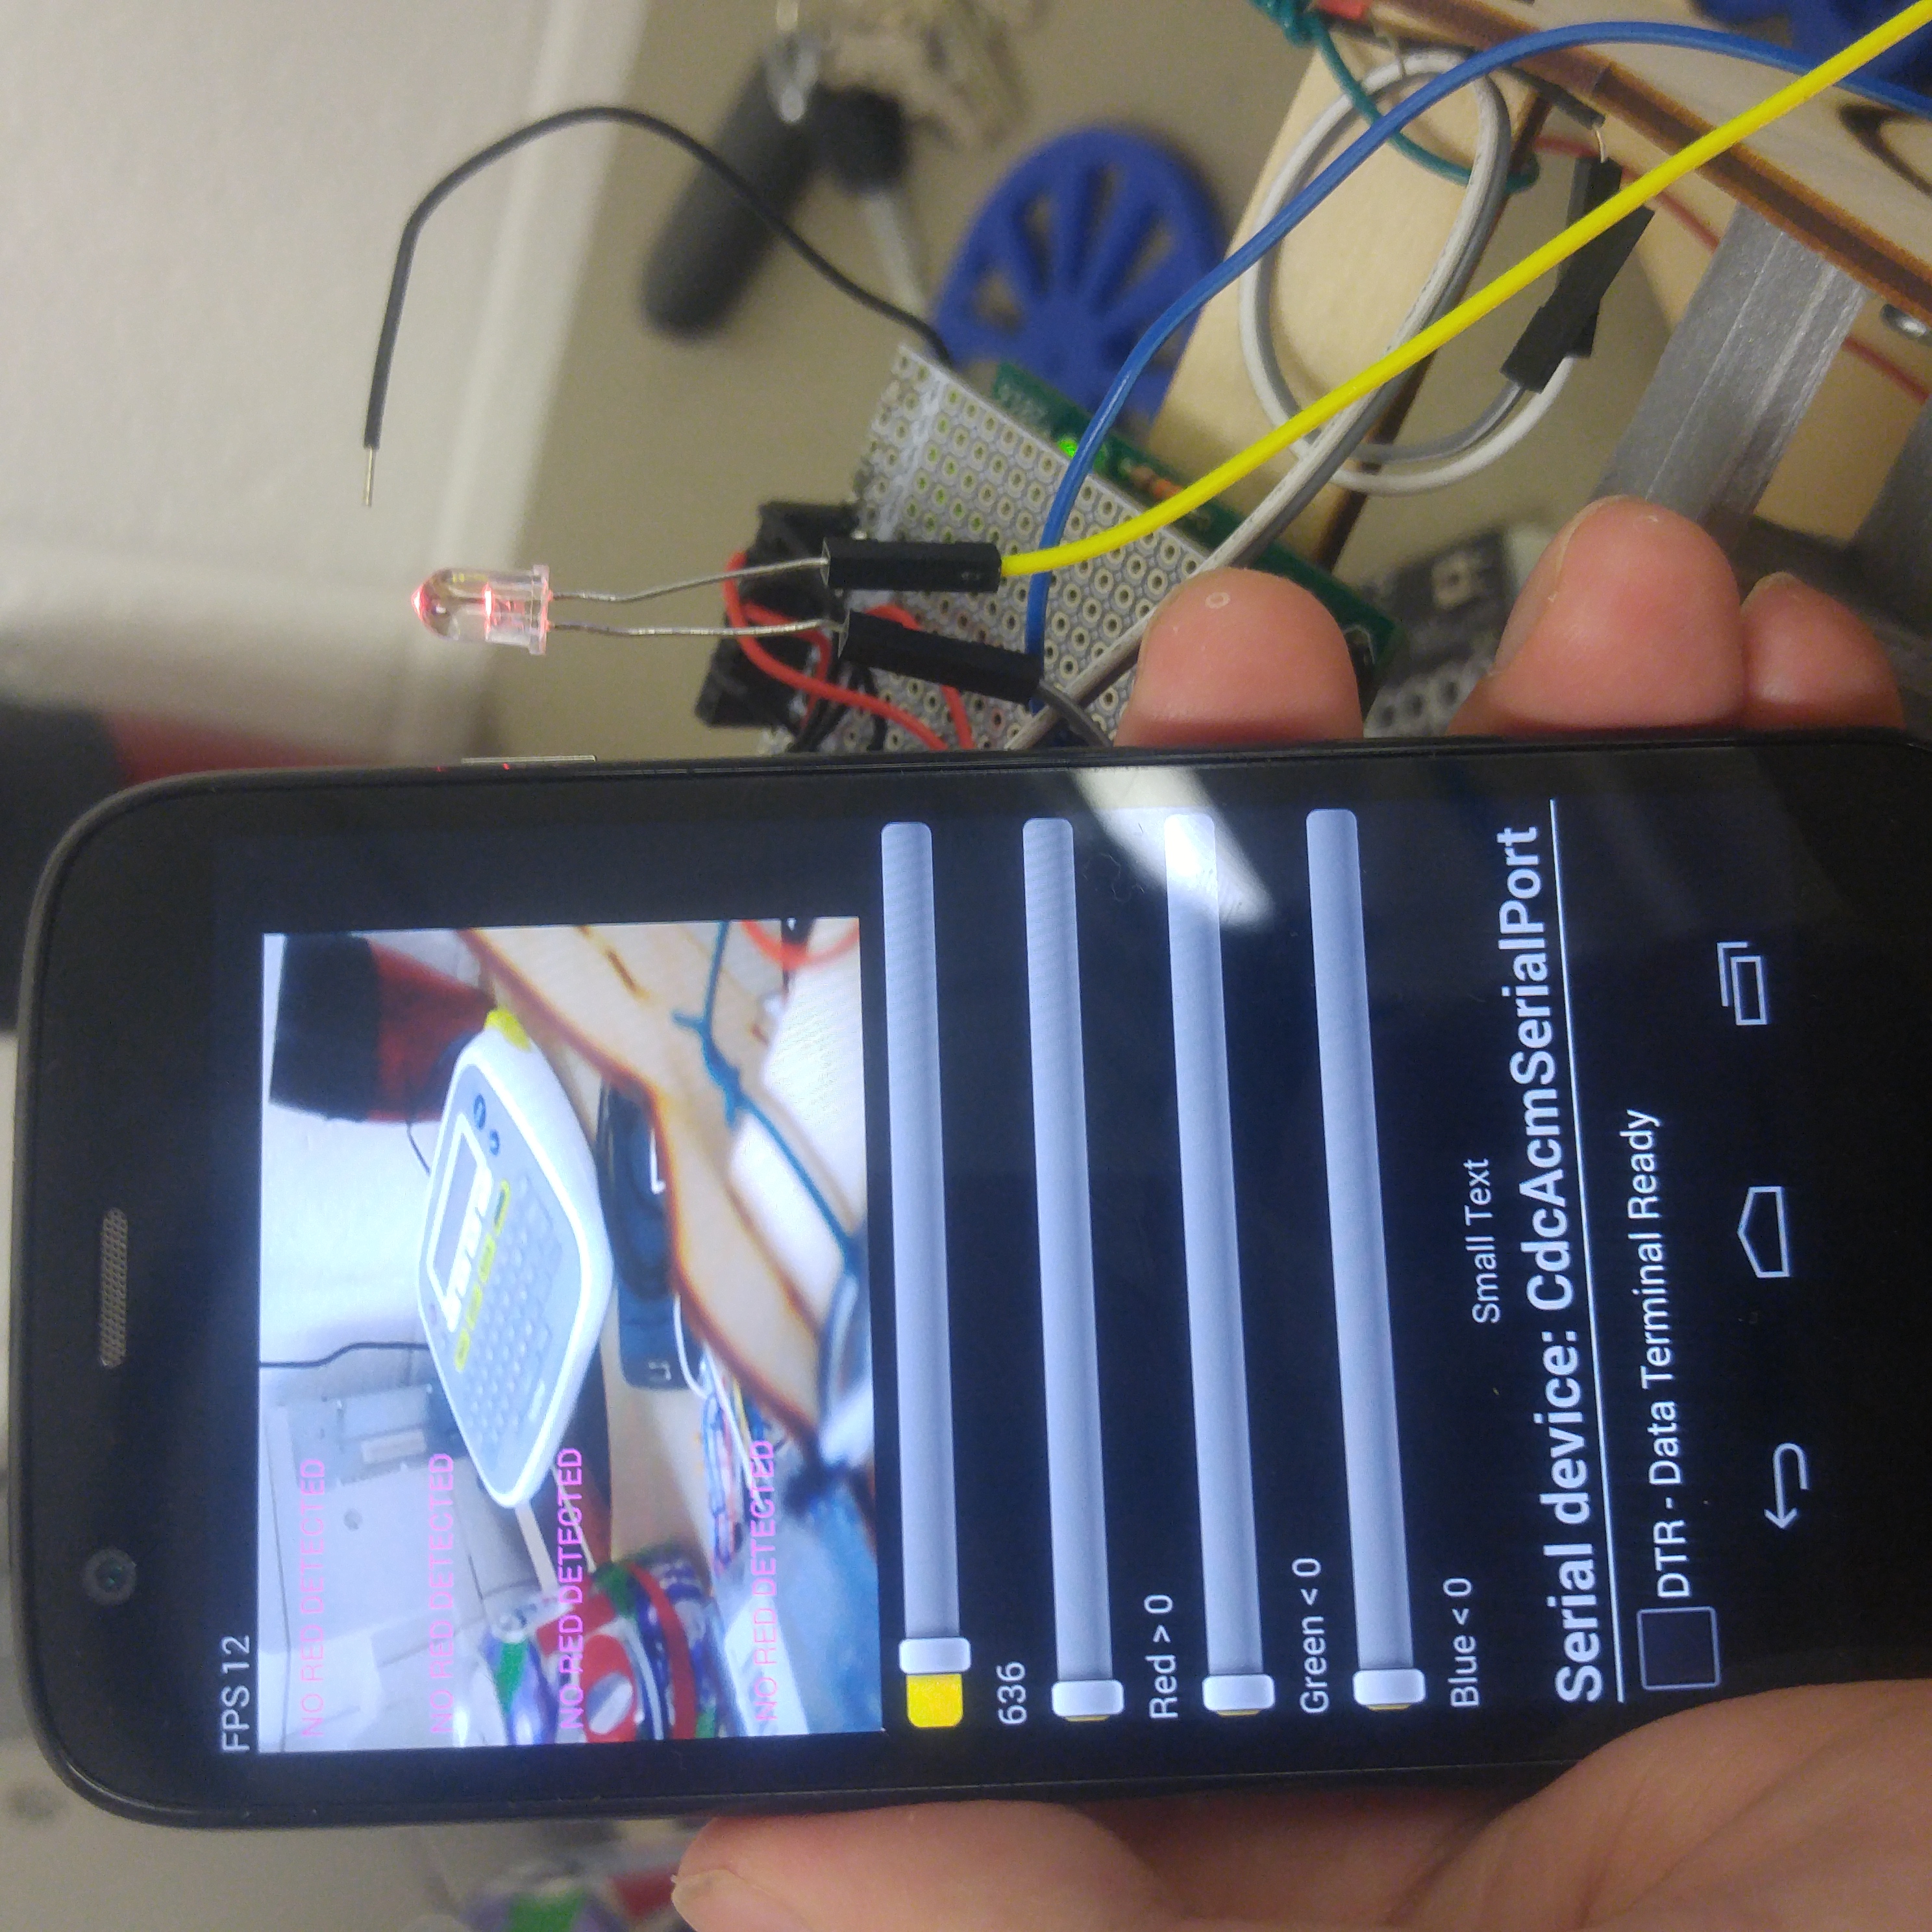 FPS 12
NO RED DETECTED
NO RED DETECTED
NO RED DETECTED
NO RED DETECTED
636
Red > 0
Green < 0
Blue < 0
Small Text
Serial device: CdcAcmSerialPort
DTR - Data Terminal Ready